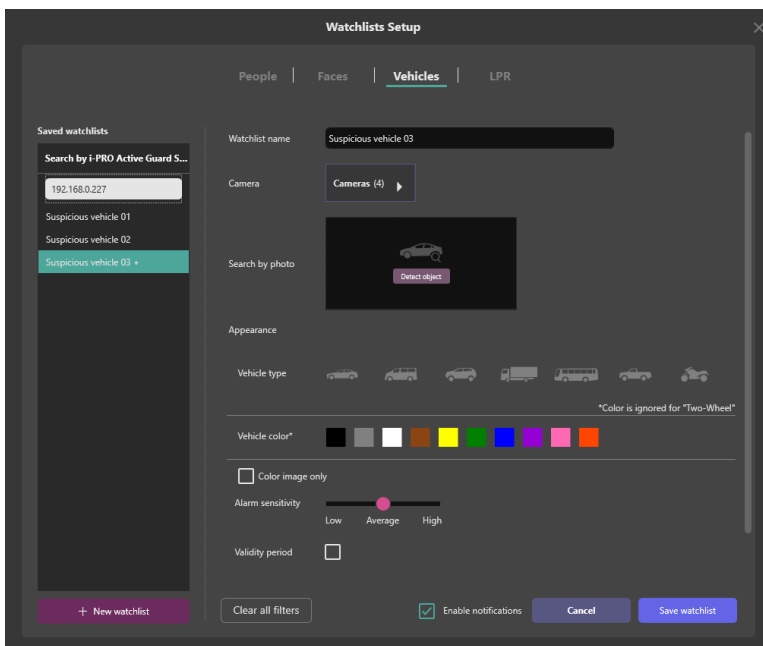 Watchlists Setup
People
Faces
Vehicles
LPR
Saved watchlists
Search by i-PRO Active Guard S...
192.168.0.227
Suspicious vehicle 01
Suspicious vehicle 02
Suspicious vehicle 03 +
+ New watchlist
Watchlist name
Suspicious vehicle 03
Camera
Cameras (4)
Search by photo
Detect object
Appearance
Vehicle type
*Color is ignored for "Two-Wheel"
Vehicle color*
Color image only
Alarm sensitivity
Low Average High
Validity period
Clear all filters
Enable notifications
Cancel
Save watchlist